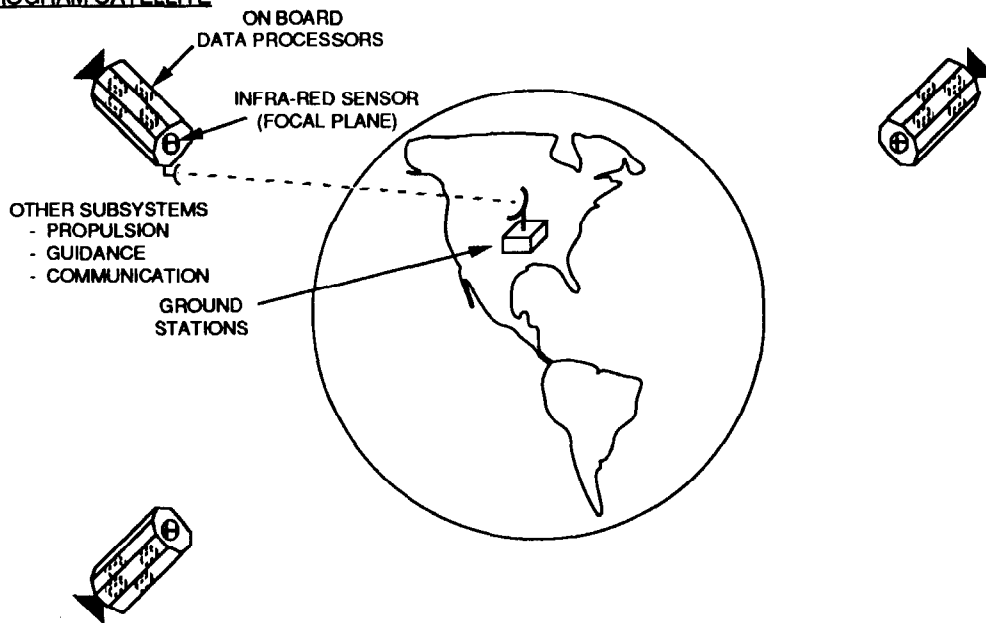 ON BOARD
DATA PROCESSORS
INFRA-RED SENSOR
(FOCAL PLANE)
OTHER SUBSYSTEMS
- PROPULSION
- GUIDANCE
- COMMUNICATION
GROUND
STATIONS